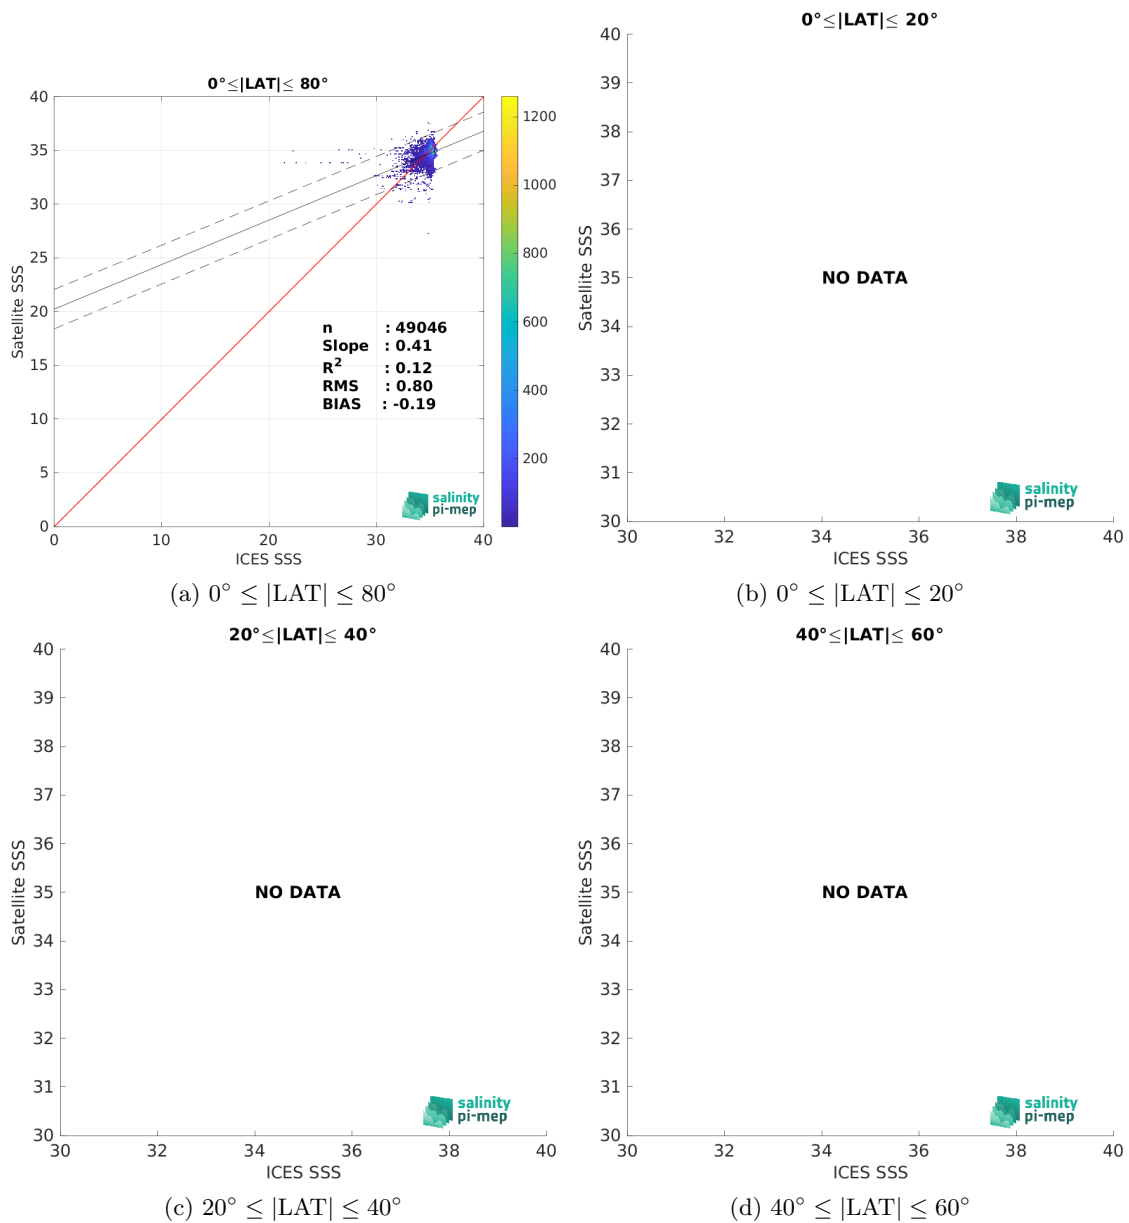 0°≤|LAT|≤ 80°
40
35
30
25
20
15
10
5
0
Satellite SSS
0
10
20
30
40
ICES SSS
n : 49046
Slope : 0.41
R² : 0.12
RMS : 0.80
BIAS : -0.19
salinity
pi-mep
1200
1000
800
600
400
200
(a) 0° ≤ |LAT| ≤ 80°
0°≤|LAT|≤ 20°
40
39
38
37
36
35
34
33
32
31
30
Satellite SSS
NO DATA
salinity
pi-mep
30
32
34
36
38
40
ICES SSS
(b) 0° ≤ |LAT| ≤ 20°
20°≤|LAT|≤ 40°
40
39
38
37
36
35
34
33
32
31
30
Satellite SSS
NO DATA
salinity
pi-mep
30
32
34
36
38
40
ICES SSS
(c) 20° ≤ |LAT| ≤ 40°
40°≤|LAT|≤ 60°
40
39
38
37
36
35
34
33
32
31
30
Satellite SSS
NO DATA
salinity
pi-mep
30
32
34
36
38
40
ICES SSS
(d) 40° ≤ |LAT| ≤ 60°